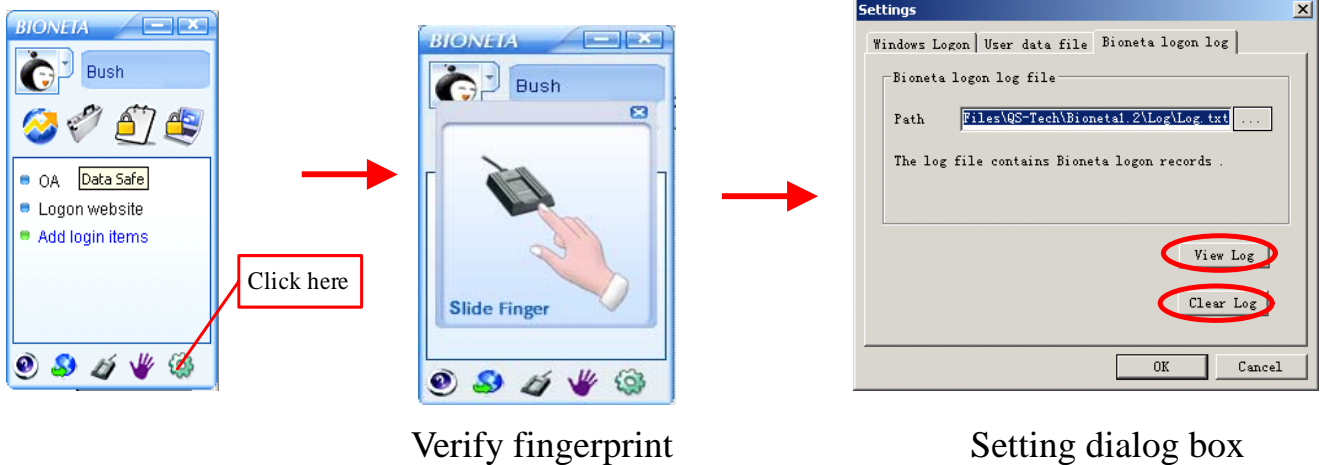 BIONETA
Bush
OA
Data Safe
Logon website
Add login items
Click here
BIONETA
Bush
Slide Finger
Verify fingerprint
Settings
Windows Logon
User data file
Bioneta logon log
Bioneta logon log file
Path
Files\QS-Tech\Bioneta1.2\Log\Log.txt
...
The log file contains Bioneta logon records .
View Log
Clear Log
OK
Cancel
Setting dialog box